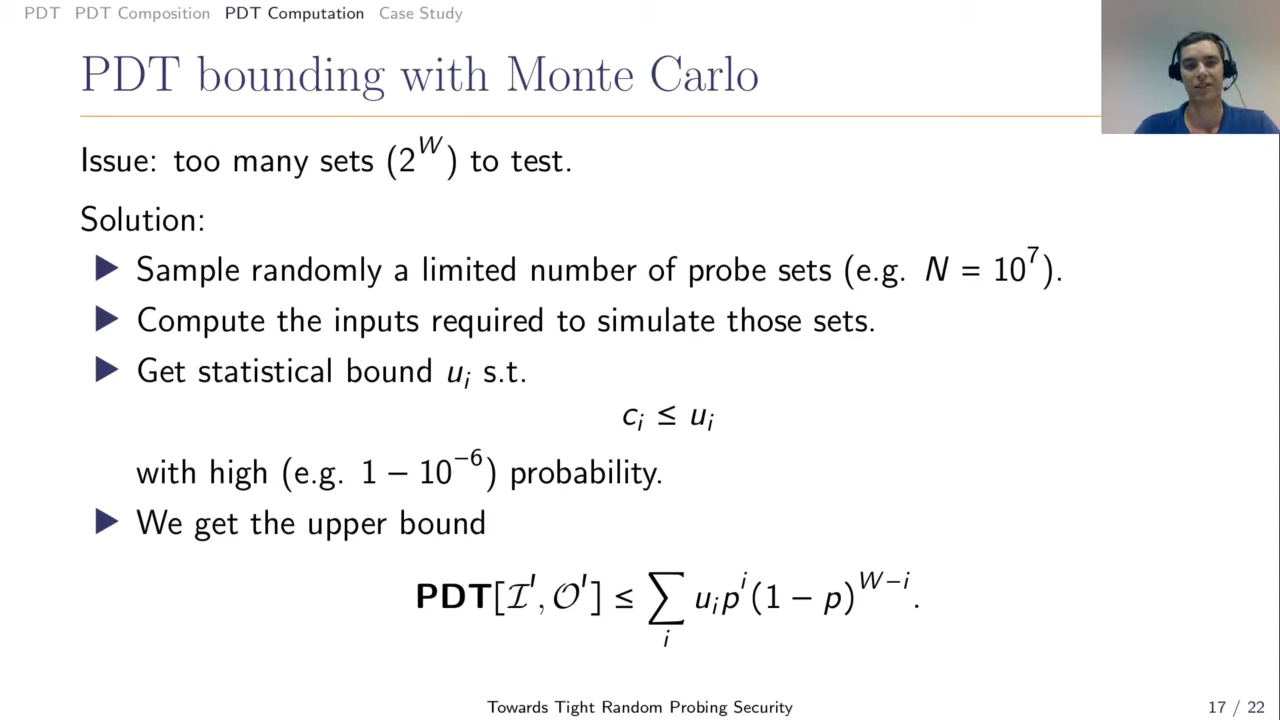 PDT PDT Composition PDT Computation Case Study
PDT bounding with Monte Carlo
Issue: too many sets (2^W) to test.
Solution:
▶ Sample randomly a limited number of probe sets (e.g. N = 10^7).
▶ Compute the inputs required to simulate those sets.
▶ Get statistical bound u_i s.t.
c_i ≤ u_i
with high (e.g. 1 − 10^−6) probability.
▶ We get the upper bound
PDT[𝓘′, 𝓞′] ≤ ∑_i u_i p^i (1 − p)^{W−i}.
Towards Tight Random Probing Security 17 / 22